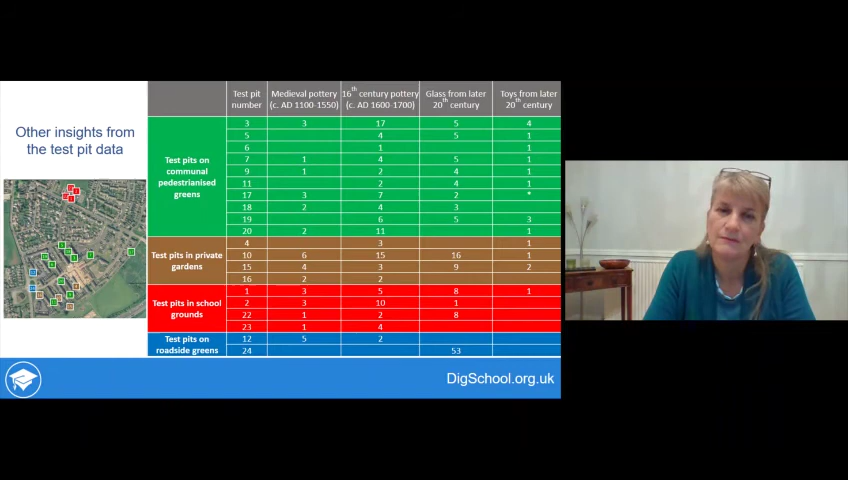 Other insights from
the test pit data
Test pit number Medieval pottery (c. AD 1100-1550) 16th century pottery (c. AD 1600-1700) Glass from later 20th century Toys from later 20th century
Test pits on communal pedestrianised greens
3 3 17 5 4
5 4 5 1
6 1 1
7 1 4 5 1
9 1 2 4 1
11 2 4 1
17 3 7 2 *
18 2 4 3
19 6 5 3
20 2 11 1
Test pits in private gardens
4 3 1
10 6 15 16 1
15 4 3 9 2
16 2 2
Test pits in school grounds
1 3 5 8 1
2 3 10 1
22 1 2 8
23 1 4
Test pits on roadside greens
12 5 2
24 53
DigSchool.org.uk